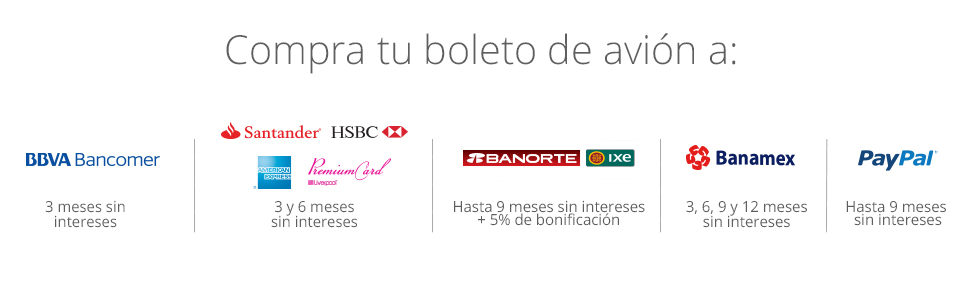 Compra tu boleto de avión a:
BBVA Bancomer
3 meses sin
intereses
Santander HSBC
AMERICAN EXPRESS
PremiumCard
Liverpool
3 y 6 meses
sin intereses
BANORTE ixe
Hasta 9 meses sin intereses
+ 5% de bonificación
Banamex
3, 6, 9 y 12 meses
sin intereses
PayPal
Hasta 9 meses
sin intereses